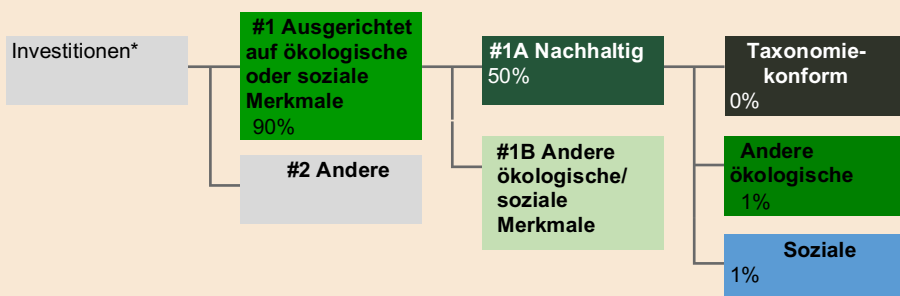 Investitionen*
#1 Ausgerichtet
auf ökologische
oder soziale
Merkmale
90%
#2 Andere
#1A Nachhaltig
50%
#1B Andere
ökologische/
soziale
Merkmale
Taxonomie-
konform
0%
Andere
ökologische
1%
Soziale
1%